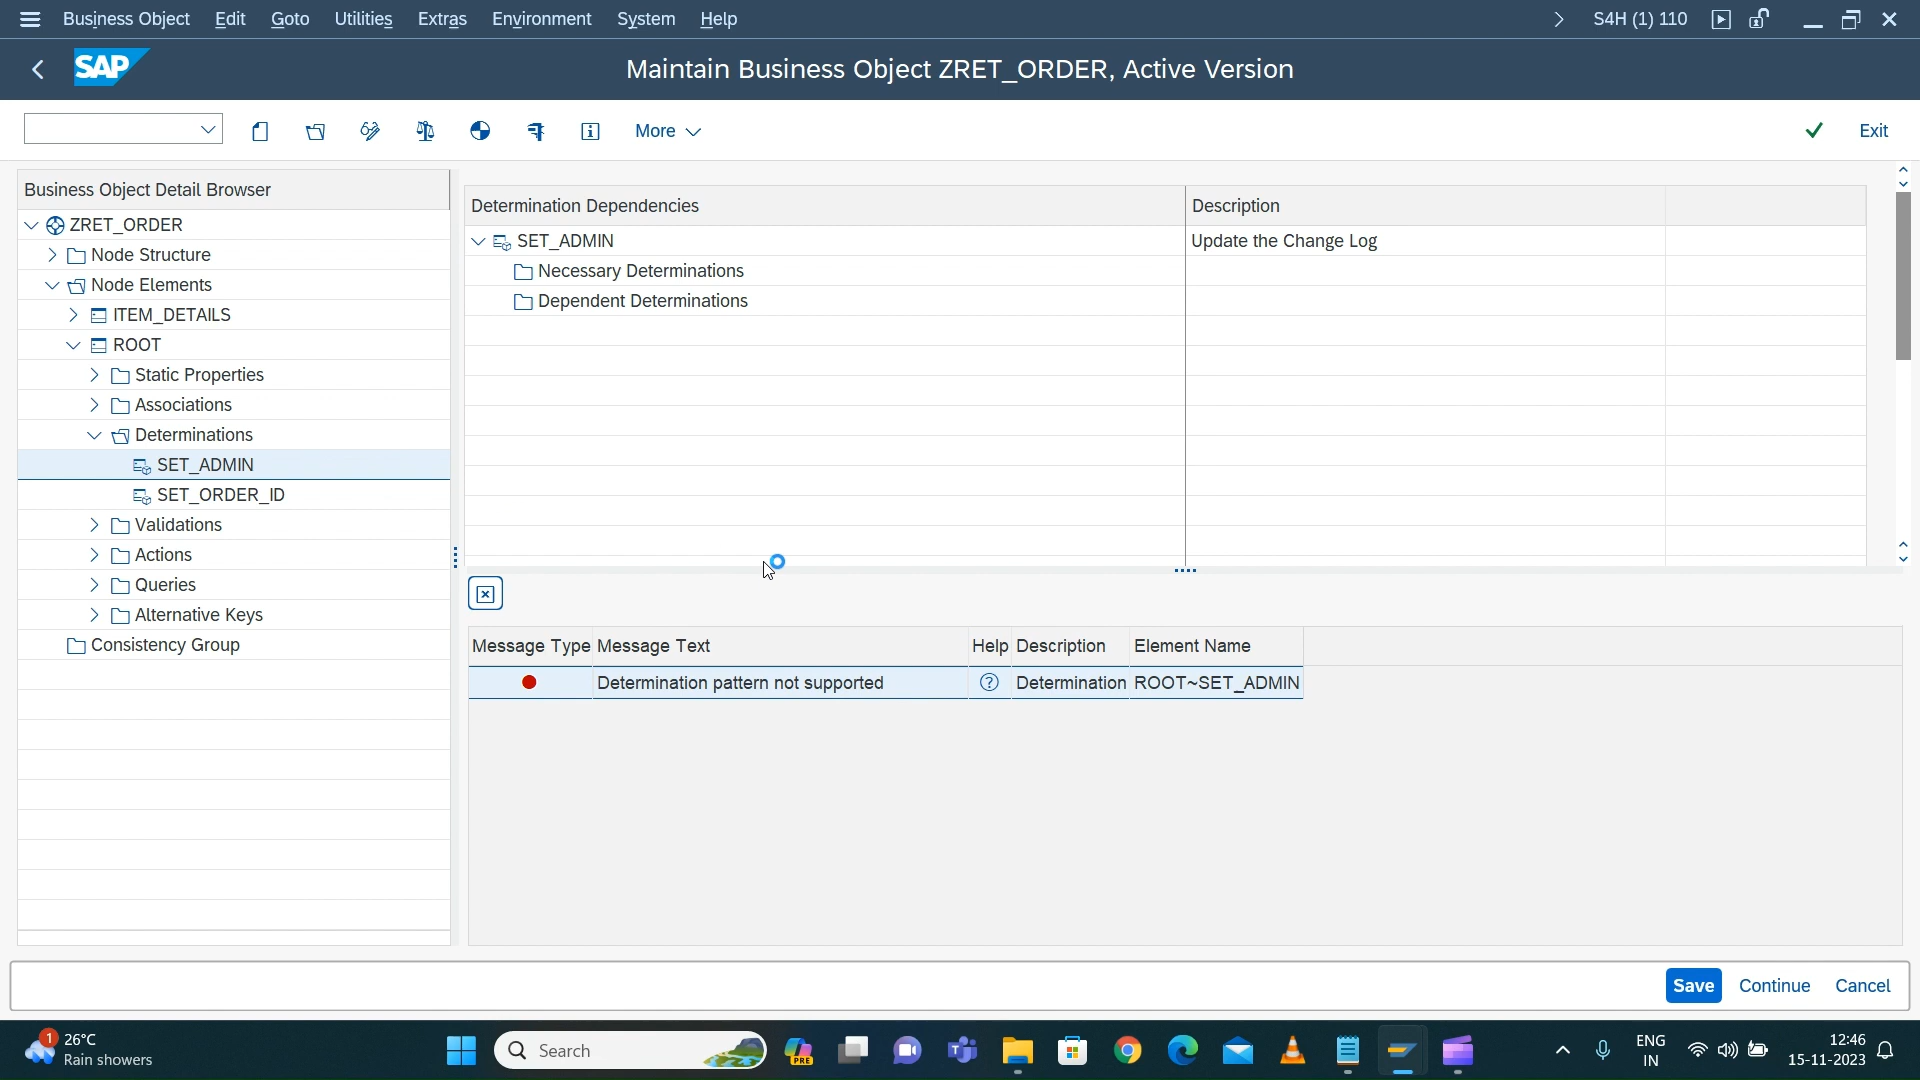 Business Object Edit Goto Utilities Extras Environment System Help S4H (1) 110
SAP Maintain Business Object ZRET_ORDER, Active Version
More Exit
Business Object Detail Browser
ZRET_ORDER
Node Structure
Node Elements
ITEM_DETAILS
ROOT
Static Properties
Associations
Determinations
SET_ADMIN
SET_ORDER_ID
Validations
Actions
Queries
Alternative Keys
Consistency Group
Determination Dependencies Description
SET_ADMIN Update the Change Log
Necessary Determinations
Dependent Determinations
Message Type Message Text Help Description Element Name
Determination pattern not supported Determination ROOT~SET_ADMIN
Save Continue Cancel
1 26°C
Rain showers
Search
PRE
ENG
IN
12:46
15-11-2023